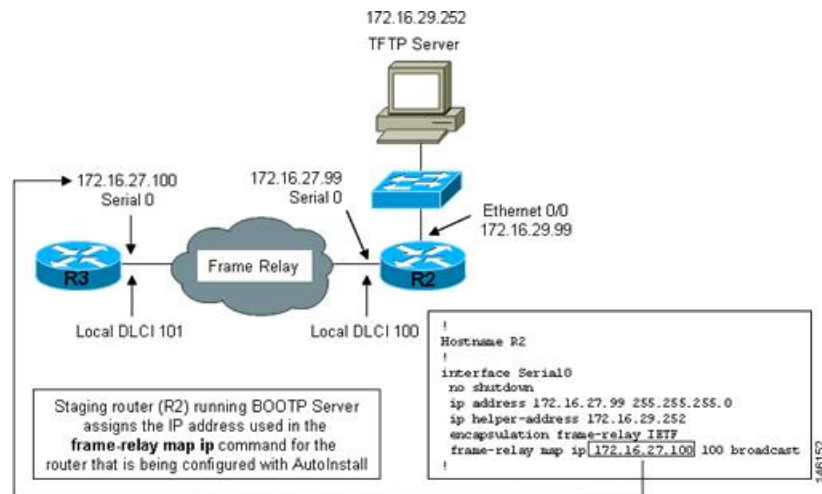 172.16.29.252
TFTP Server
172.16.27.100
Serial 0
172.16.27.99
Serial 0
Ethernet 0/0
172.16.29.99
R3
Frame Relay
R2
Local DLCI 101
Local DLCI 100
Staging router (R2) running BOOTP Server
assigns the IP address used in the
frame-relay map ip command for the
router that is being configured with AutoInstall
!
Hostname R2
!
interface Serial0
no shutdown
ip address 172.16.27.99 255.255.255.0
ip helper-address 172.16.29.252
encapsulation frame-relay IETF
frame-relay map ip 172.16.27.100 100 broadcast
!
146152